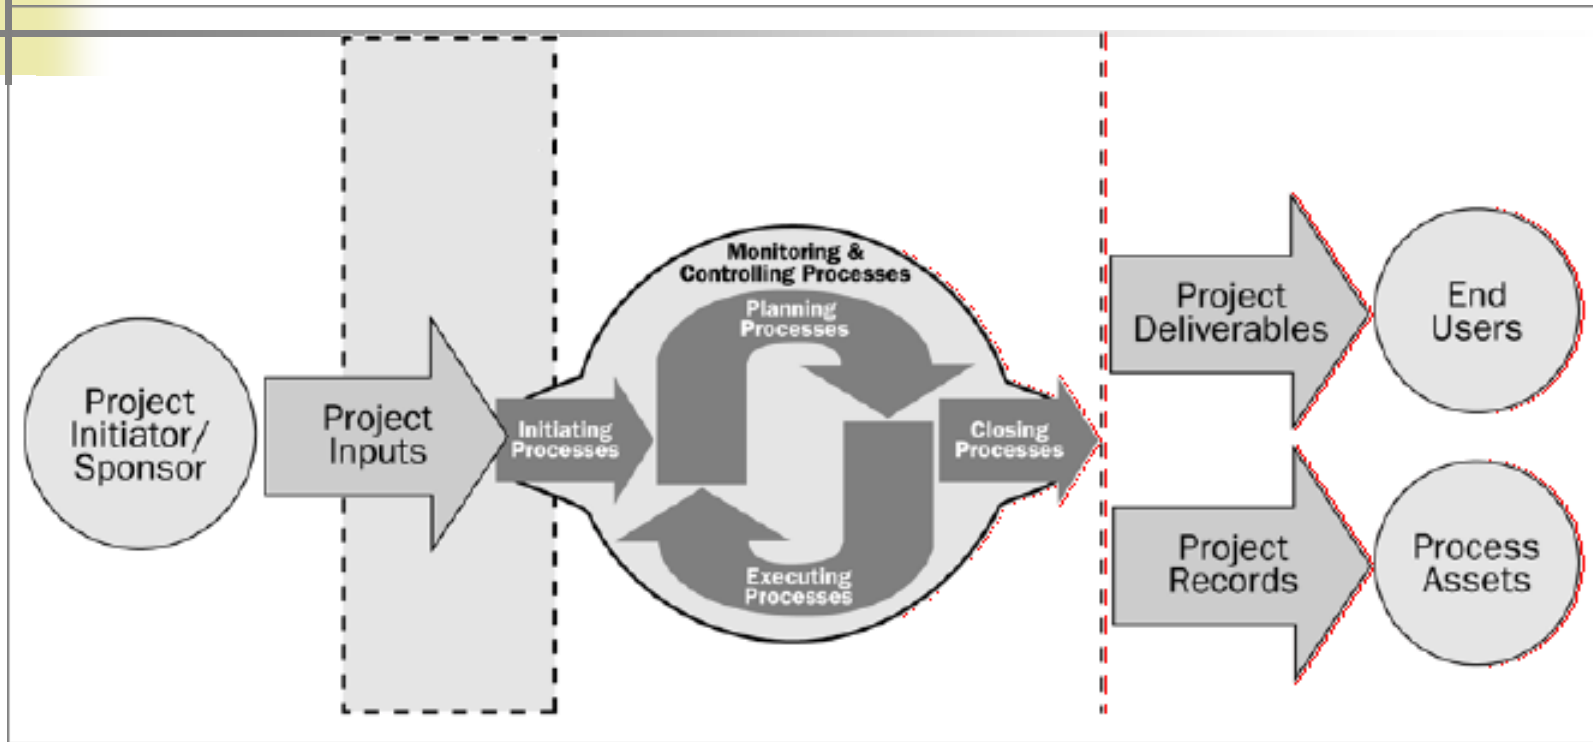 Project
Initiator/
Sponsor
Project
Inputs
Initiating
Processes
Monitoring &
Controlling Processes
Planning
Processes
Executing
Processes
Closing
Processes
Project
Deliverables
End
Users
Project
Records
Process
Assets